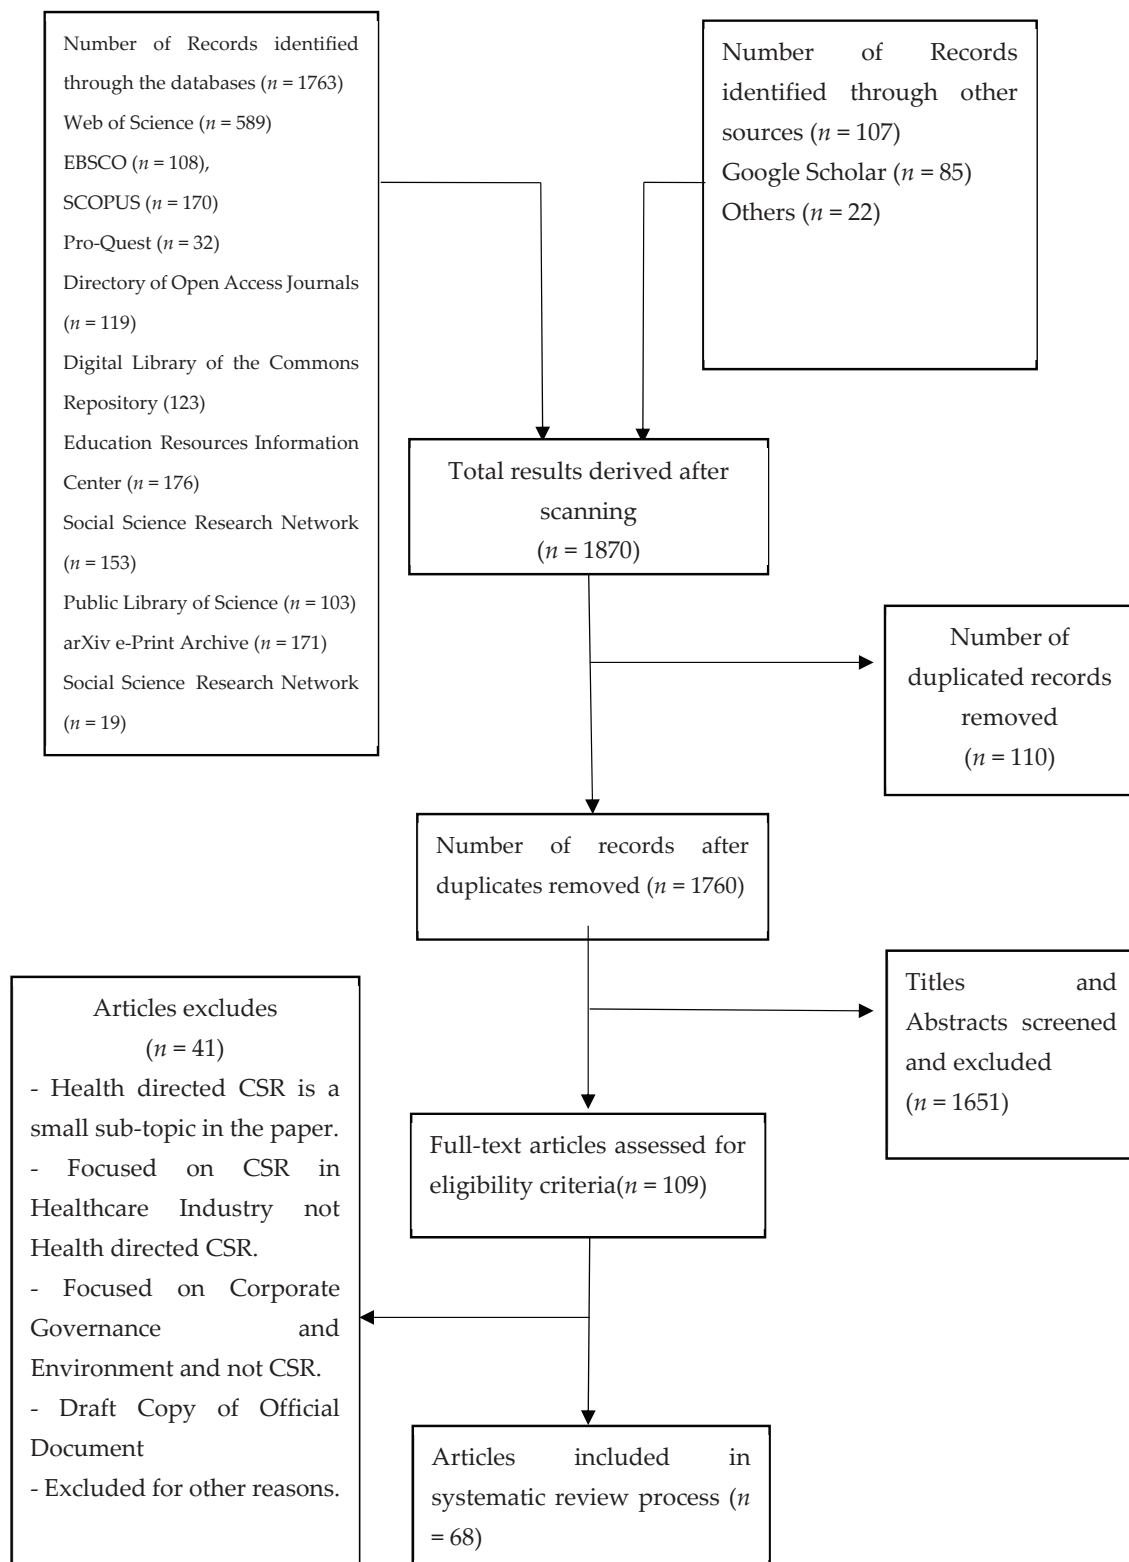 Number of Records identified
through the databases (n = 1763)
Web of Science (n = 589)
EBSCO (n = 108),
SCOPUS (n = 170)
Pro-Quest (n = 32)
Directory of Open Access Journals
(n = 119)
Digital Library of the Commons
Repository (123)
Education Resources Information
Center (n = 176)
Social Science Research Network
(n = 153)
Public Library of Science (n = 103)
arXiv e-Print Archive (n = 171)
Social Science Research Network
(n = 19)
Number of Records
identified through other
sources (n = 107)
Google Scholar (n = 85)
Others (n = 22)
Total results derived after
scanning
(n = 1870)
Number of
duplicated records
removed
(n = 110)
Number of records after
duplicates removed (n = 1760)
Titles and
Abstracts screened
and excluded
(n = 1651)
Articles excludes
(n = 41)
- Health directed CSR is a
small sub-topic in the paper.
- Focused on CSR in
Healthcare Industry not
Health directed CSR.
- Focused on Corporate
Governance and
Environment and not CSR.
- Draft Copy of Official
Document
- Excluded for other reasons.
Full-text articles assessed for
eligibility criteria(n = 109)
Articles included in
systematic review process (n
= 68)